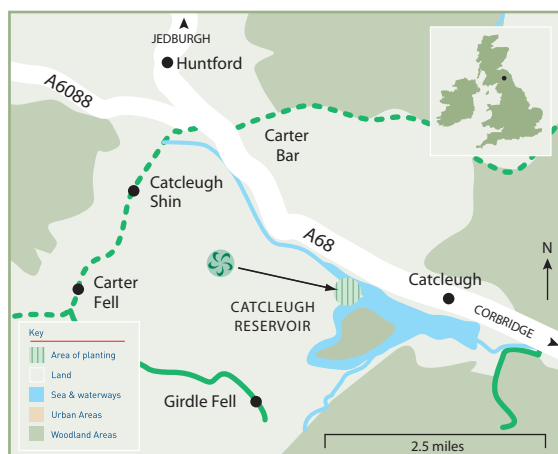 JEDBURGH
Huntford
A6088
Carter
Bar
Catcleugh
Shin
A68
N
Carter
Fell
CATCLEUGH
RESERVOIR
Catcleugh
CORBRIDGE
Key
Area of planting
Land
Sea & waterways
Urban Areas
Woodland Areas
Girdle Fell
2.5 miles